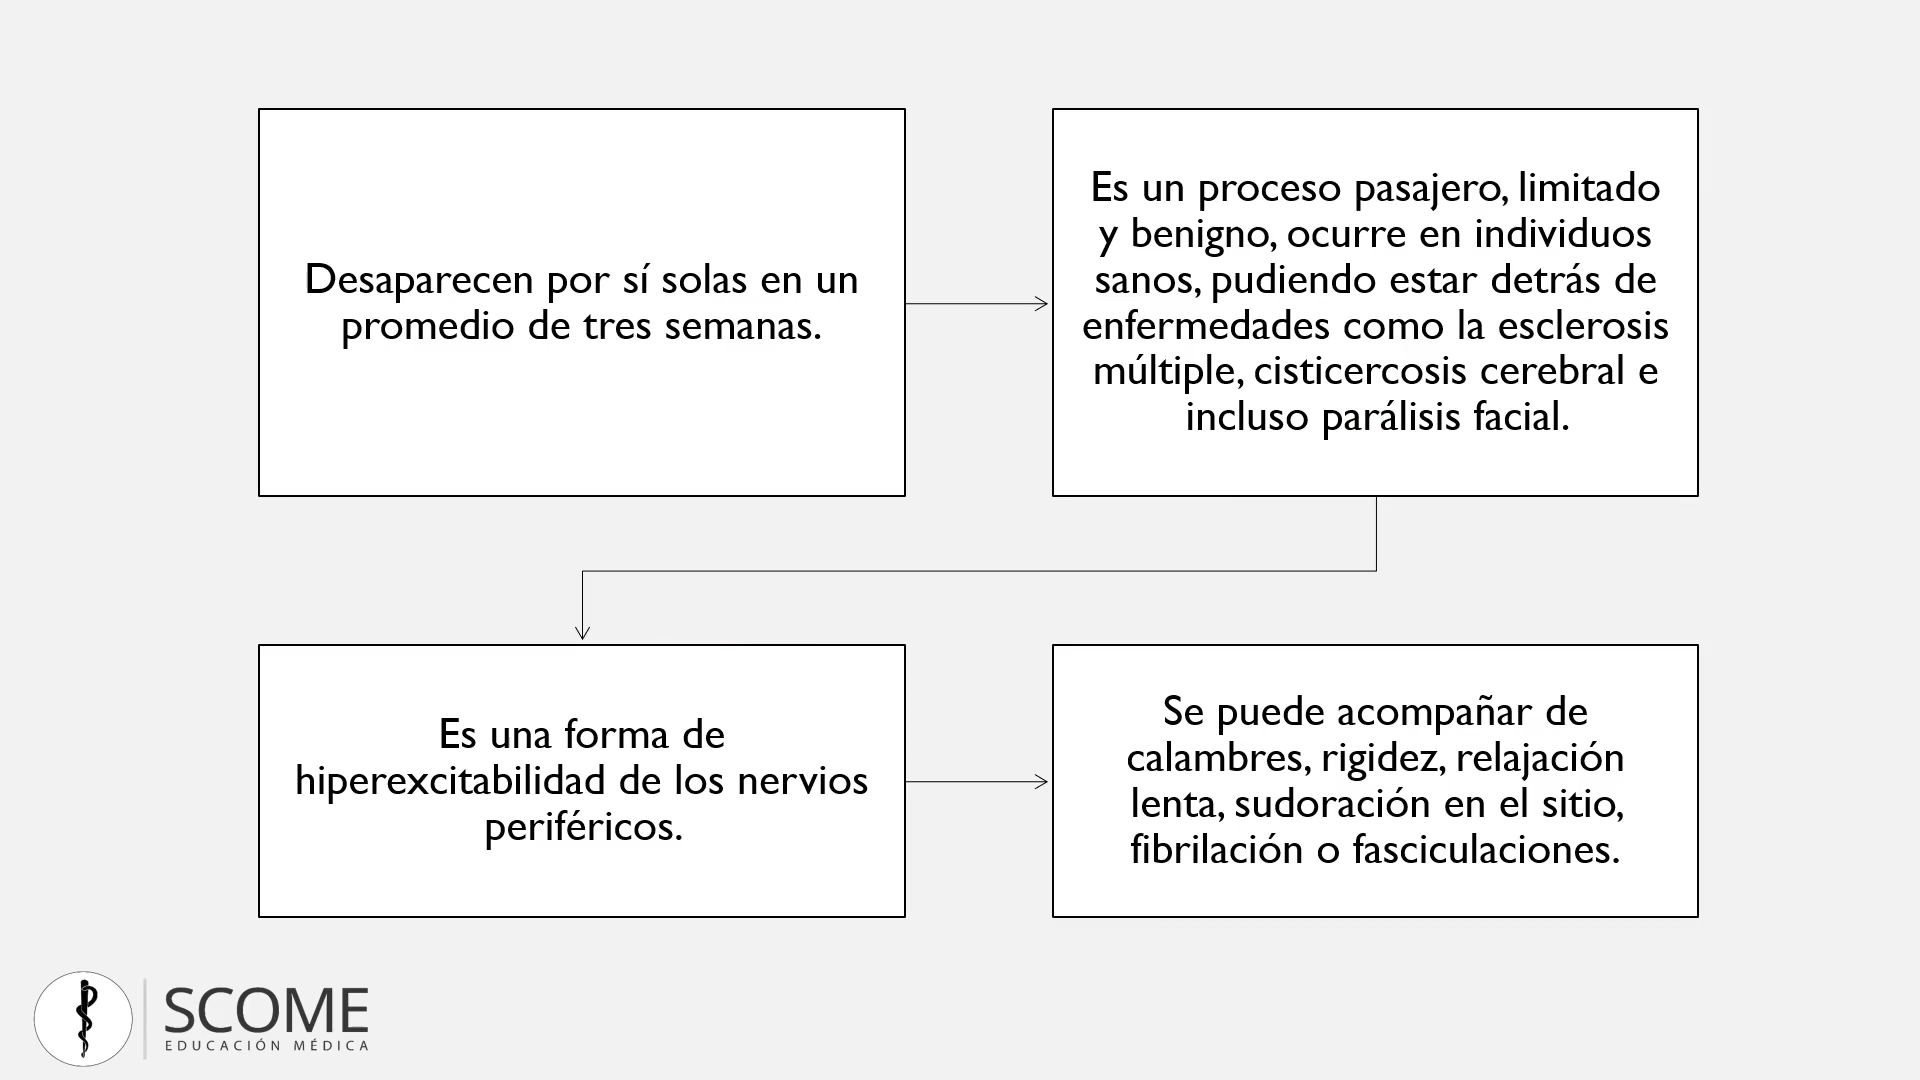 Desaparecen por sí solas en un
promedio de tres semanas.
Es un proceso pasajero, limitado
y benigno, ocurre en individuos
sanos, pudiendo estar detrás de
enfermedades como la esclerosis
múltiple, cisticercosis cerebral e
incluso parálisis facial.
Es una forma de
hiperexcitabilidad de los nervios
periféricos.
Se puede acompañar de
calambres, rigidez, relajación
lenta, sudoración en el sitio,
fibrilación o fasciculaciones.
SCOME
EDUCACIÓN MÉDICA